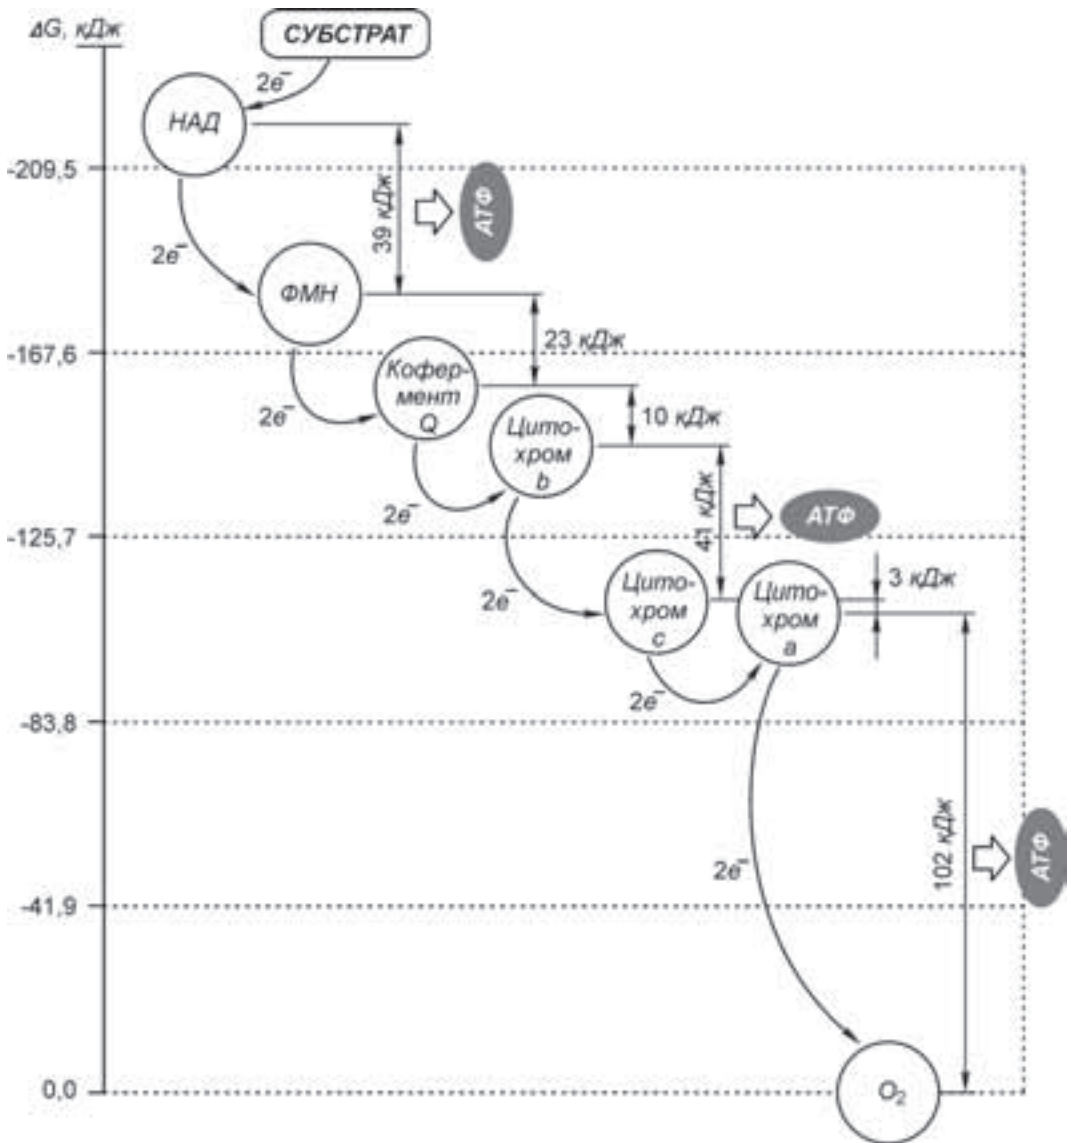 ΔG, кДж
СУБСТРАТ
2e⁻
НАД
-209,5
39 кДж
АТФ
2e⁻
ФМН
23 кДж
-167,6
Кофер-
мент
Q
10 кДж
2e⁻
Цито-
хром
b
41 кДж
АТФ
2e⁻
-125,7
3 кДж
Цито-
хром
c
Цито-
хром
a
2e⁻
2e⁻
-83,8
102 кДж
АТФ
2e⁻
-41,9
0,0
O₂